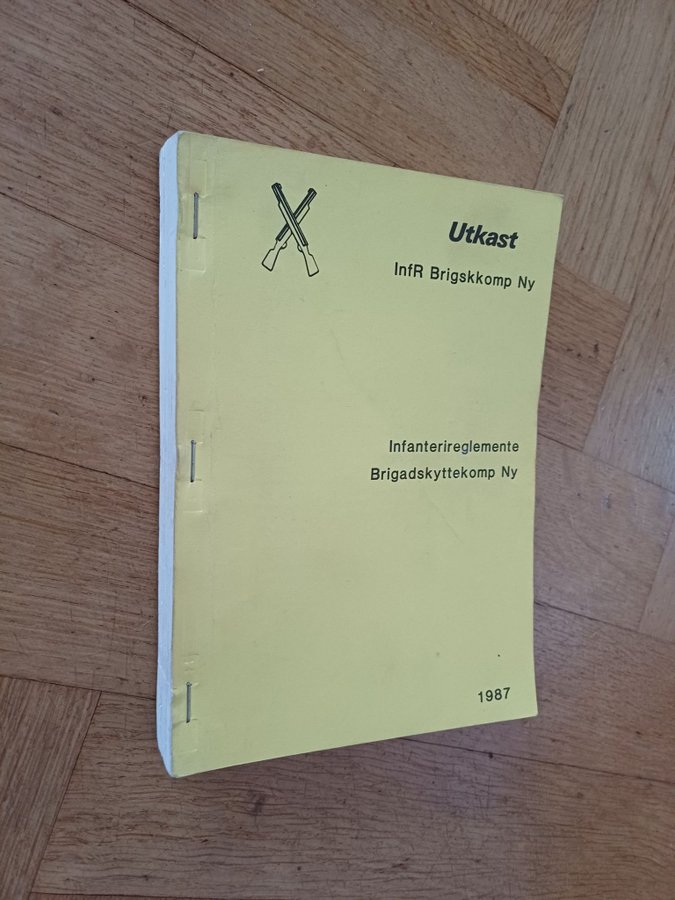 Utkast
InfR Brigskkomp Ny
Infanterireglemente
Brigadskyttekomp Ny
1987